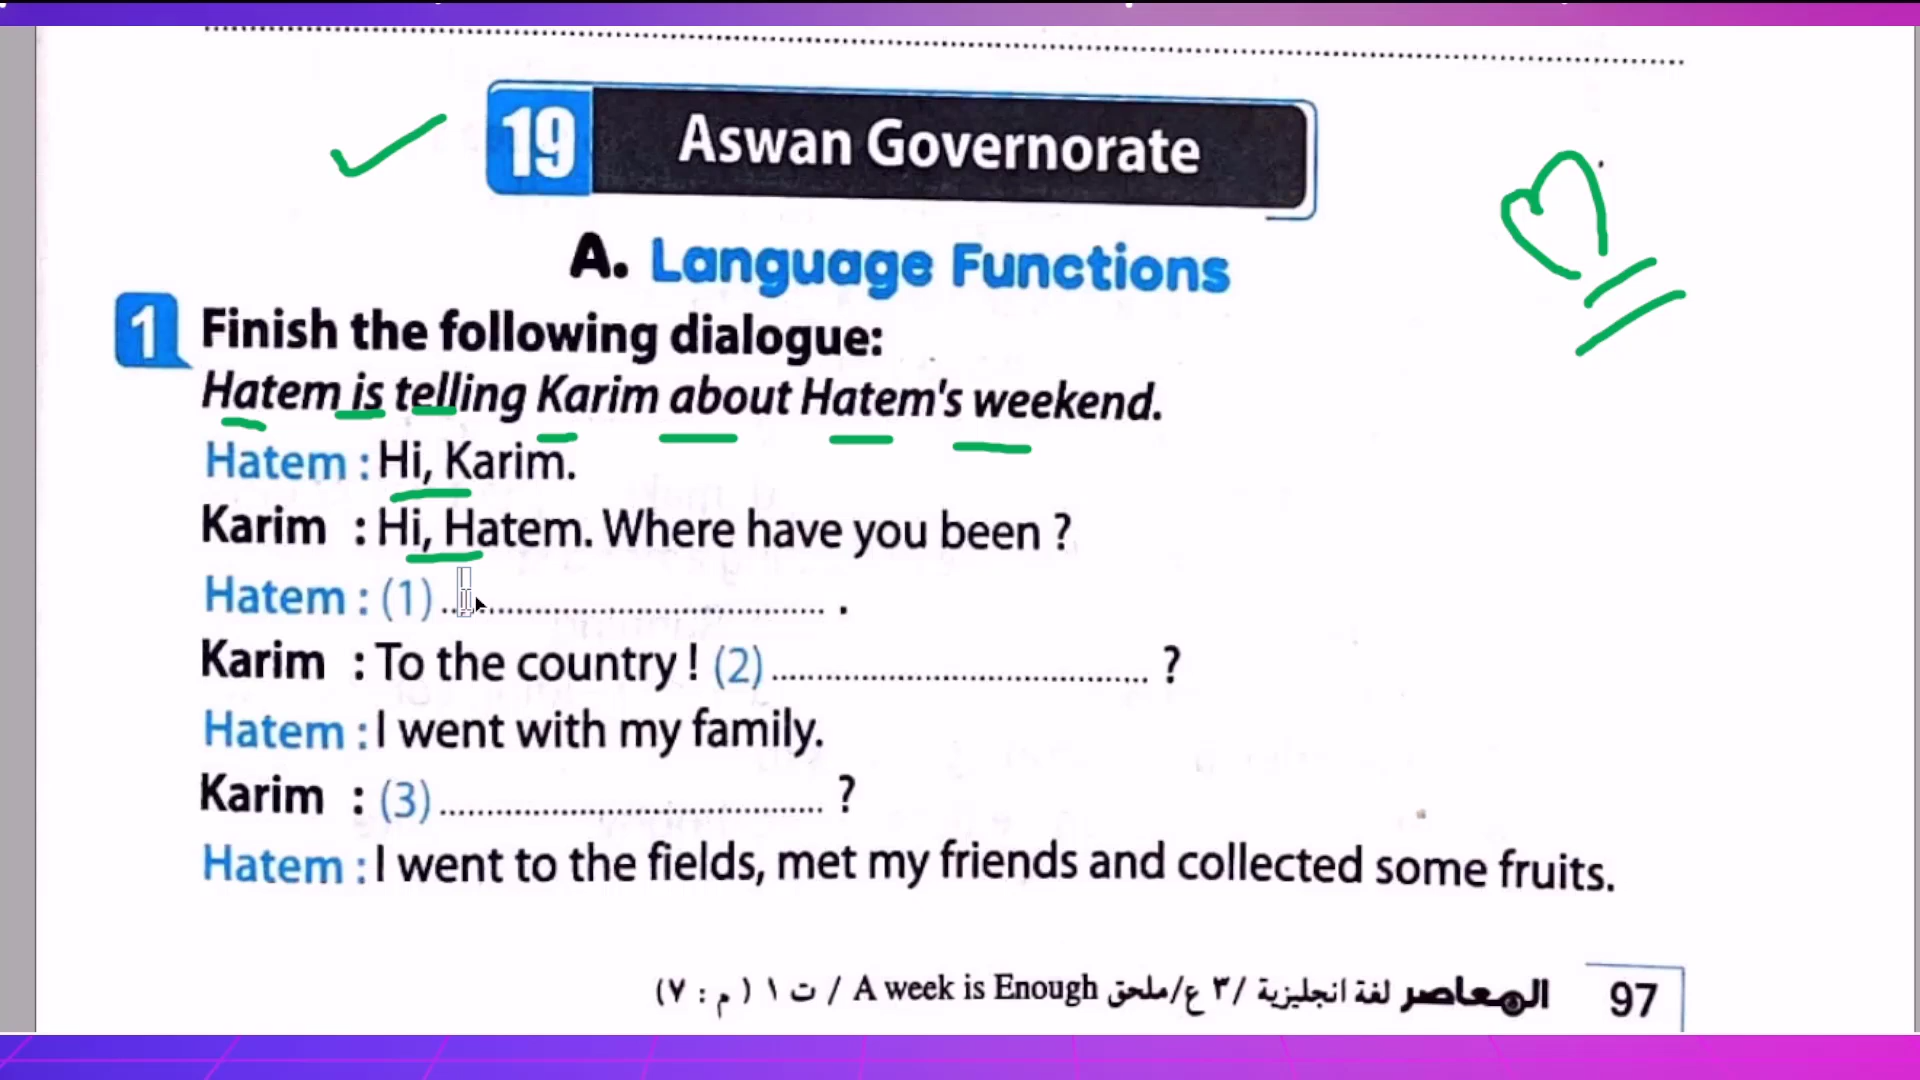 19 Aswan Governorate
A. Language Functions
1 Finish the following dialogue:
Hatem is telling Karim about Hatem's weekend.
Hatem : Hi, Karim.
Karim : Hi, Hatem. Where have you been ?
Hatem : (1) .............................................. .
Karim : To the country ! (2) .............................................. ?
Hatem : I went with my family.
Karim : (3) .............................................. ?
Hatem : I went to the fields, met my friends and collected some fruits.
المعاصر لغة انجليزية /٣ ع/ملحق A week is Enough / ت ١ ( م : ٧) 97